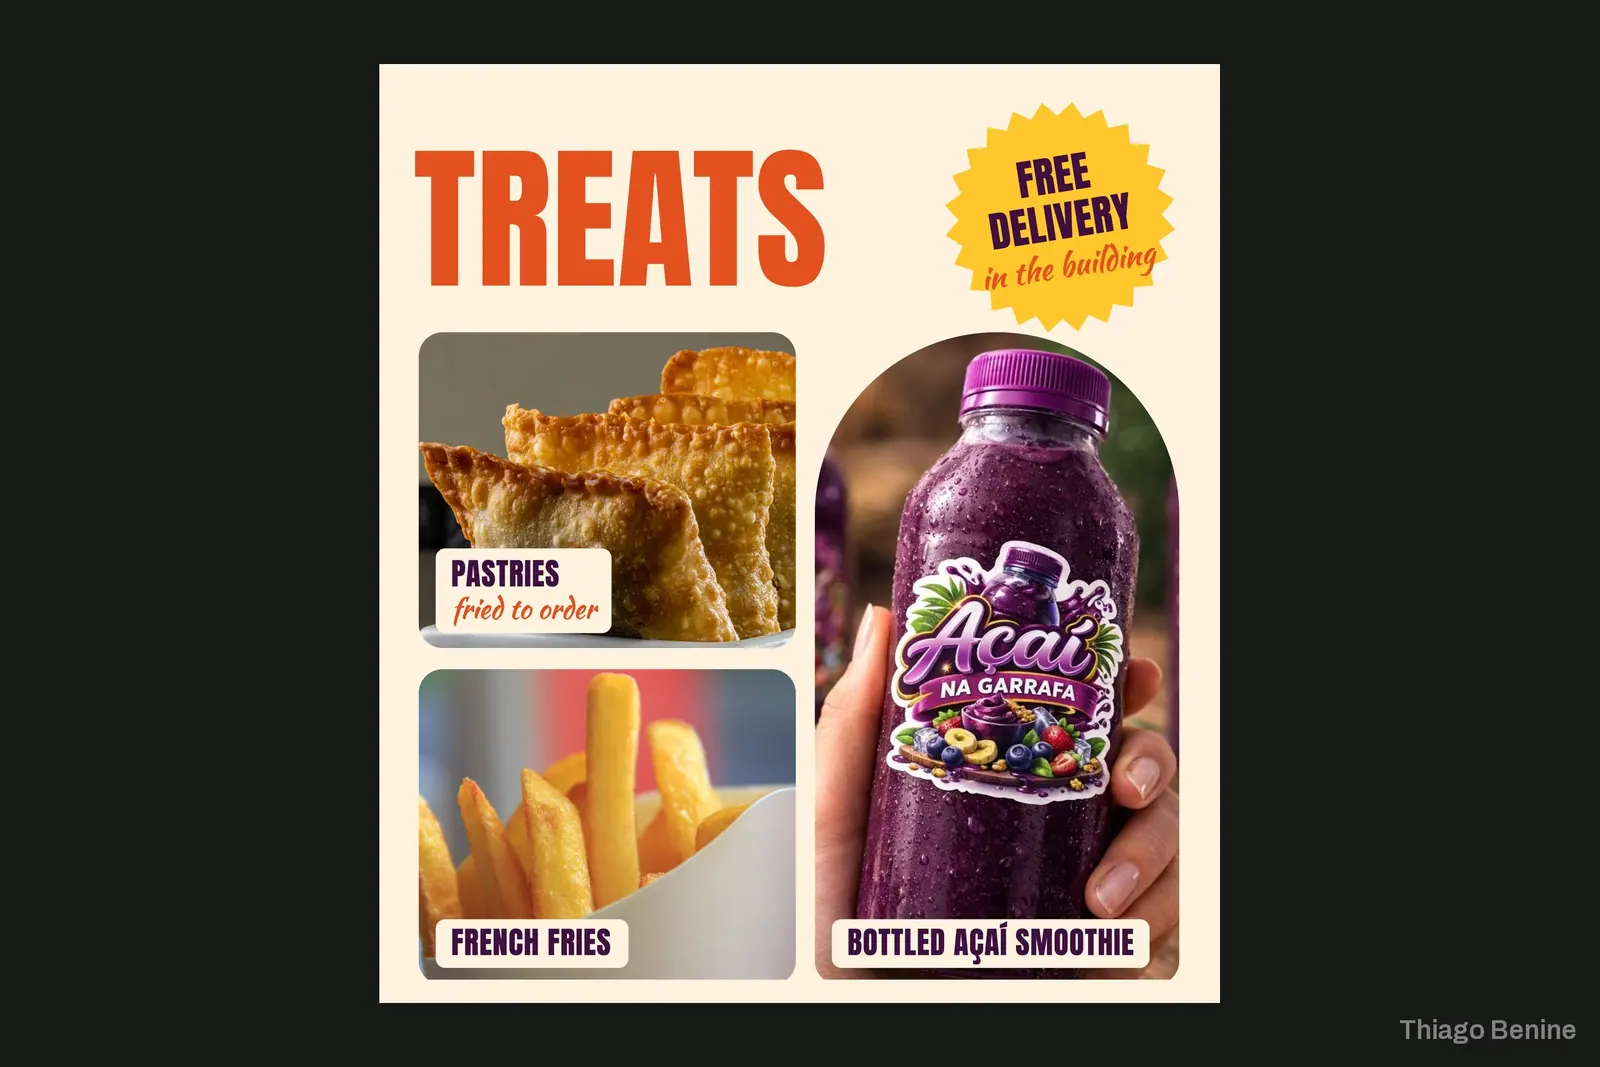 TREATS
FREE
DELIVERY
in the building
PASTRIES
fried to order
Açaí
NA GARRAFA
FRENCH FRIES
BOTTLED AÇAÍ SMOOTHIE
Thiago Benine